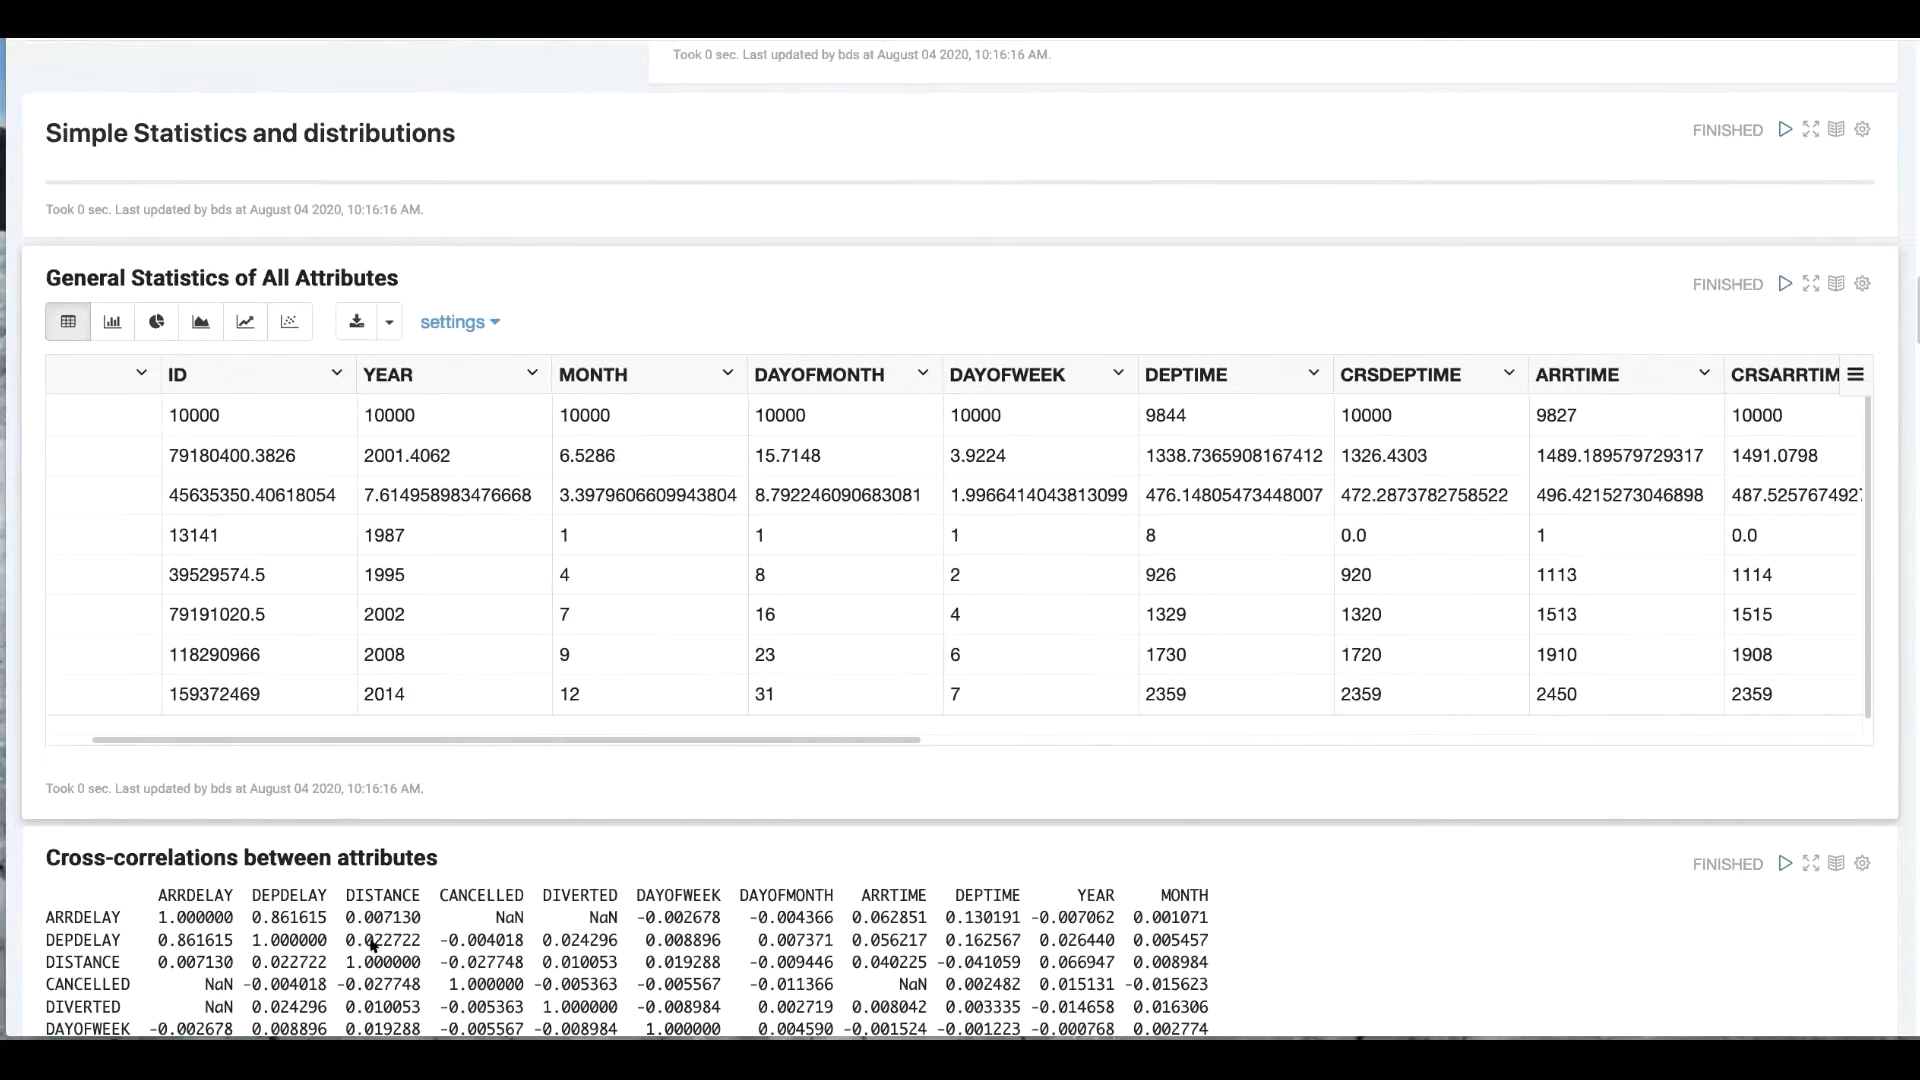 Took 0 sec. Last updated by bds at August 04 2020, 10:16:16 AM.
Simple Statistics and distributions
FINISHED
Took 0 sec. Last updated by bds at August 04 2020, 10:16:16 AM.
General Statistics of All Attributes
FINISHED
settings
ID YEAR MONTH DAYOFMONTH DAYOFWEEK DEPTIME CRSDEPTIME ARRTIME CRSARRTIM
10000 10000 10000 10000 10000 9844 10000 9827 10000
79180400.3826 2001.4062 6.5286 15.7148 3.9224 1338.7365908167412 1326.4303 1489.189579729317 1491.0798
45635350.40618054 7.614958983476668 3.3979606609943804 8.792246090683081 1.9966414043813099 476.14805473448007 472.2873782758522 496.4215273046898 487.525767492
13141 1987 1 1 1 8 0.0 1 0.0
39529574.5 1995 4 8 2 926 920 1113 1114
79191020.5 2002 7 16 4 1329 1320 1513 1515
118290966 2008 9 23 6 1730 1720 1910 1908
159372469 2014 12 31 7 2359 2359 2450 2359
Took 0 sec. Last updated by bds at August 04 2020, 10:16:16 AM.
Cross-correlations between attributes
FINISHED
ARRDELAY DEPDELAY DISTANCE CANCELLED DIVERTED DAYOFWEEK DAYOFMONTH ARRTIME DEPTIME YEAR MONTH
ARRDELAY 1.000000 0.861615 0.007130 NaN NaN -0.002678 -0.004366 0.062851 0.130191 -0.007062 0.001071
DEPDELAY 0.861615 1.000000 0.022722 -0.004018 0.024296 0.008896 0.007371 0.056217 0.162567 0.026440 0.005457
DISTANCE 0.007130 0.022722 1.000000 -0.027748 0.010053 0.019288 -0.009446 0.040225 -0.041059 0.066947 0.008984
CANCELLED NaN -0.004018 -0.027748 1.000000 -0.005363 -0.005567 -0.011366 NaN 0.002482 0.015131 -0.015623
DIVERTED NaN 0.024296 0.010053 -0.005363 1.000000 -0.008984 0.002719 0.008042 0.003335 -0.014658 0.016306
DAYOFWEEK -0.002678 0.008896 0.019288 -0.005567 -0.008984 1.000000 0.004590 -0.001524 -0.001223 -0.000768 0.002774